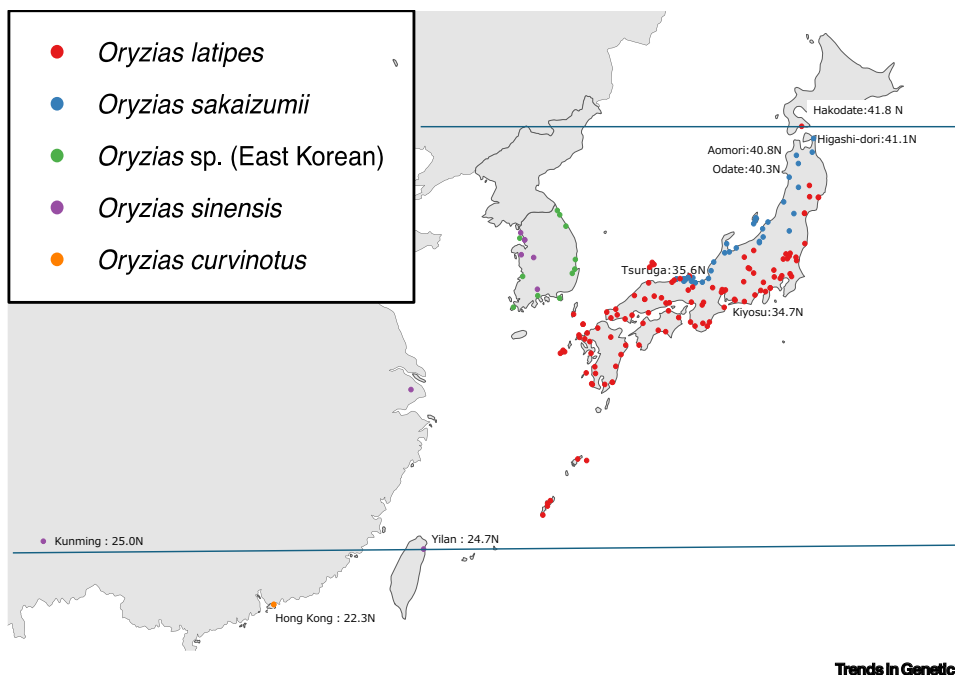 Oryzias latipes
Oryzias sakaizumii
Oryzias sp. (East Korean)
Oryzias sinensis
Oryzias curvinotus
Hakodate:41.8 N
Higashi-dori:41.1N
Aomori:40.8N
Odate:40.3N
Tsuruga:35.6N
Kiyosu:34.7N
Kunming : 25.0N
Yilan : 24.7N
Hong Kong : 22.3N
Trends in Genetic